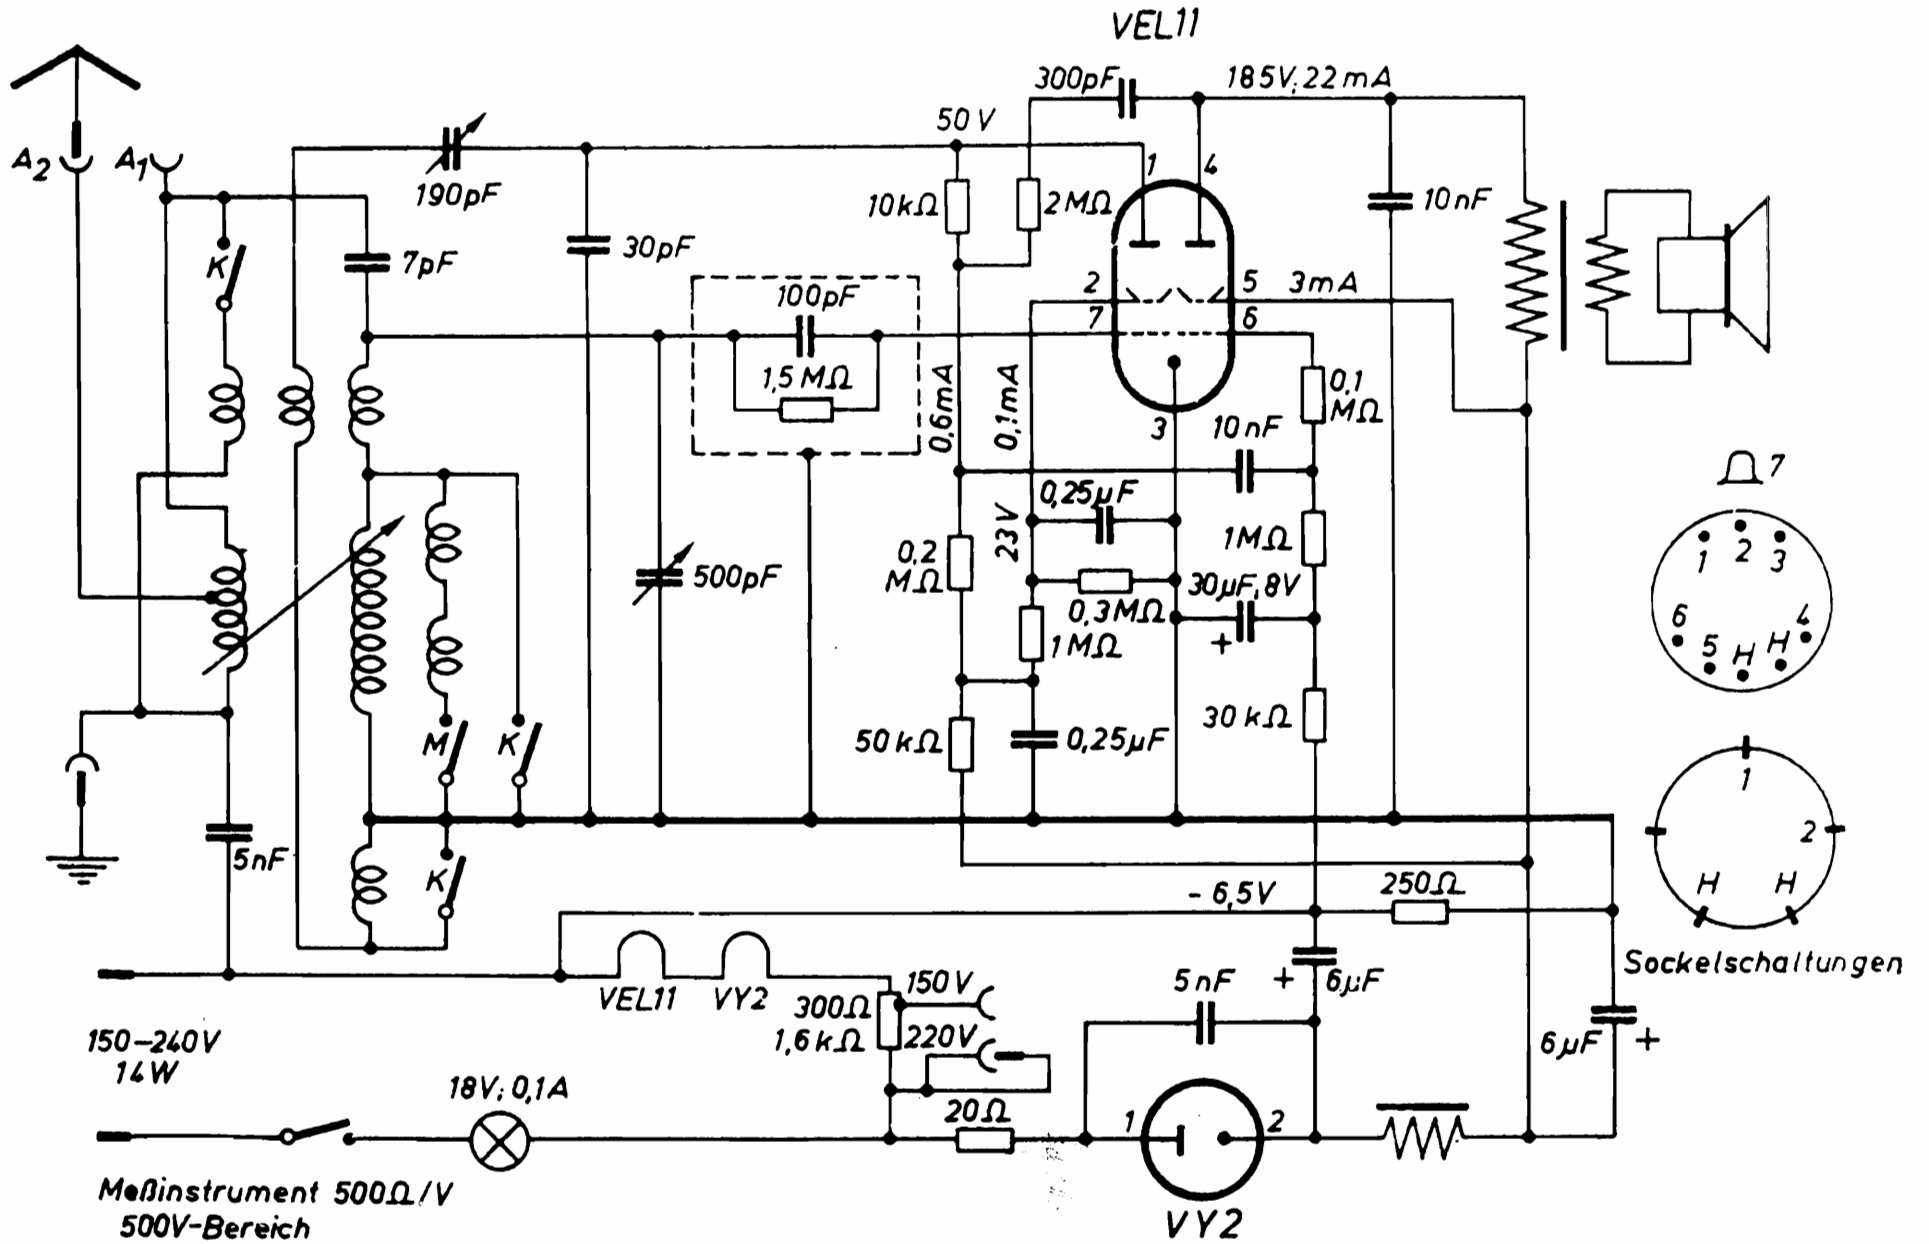 VEL11
300pF
185V; 22mA
50 V
A2
A1
190pF
1
4
10kΩ
2MΩ
10nF
K
7pF
30pF
100pF
2
5
3mA
7
6
1,5MΩ
0,6mA
0,1mA
0,1
MΩ
3
10nF
7
0,25µF
23V
1MΩ
0,2
MΩ
500pF
30µF; 8V
0,3MΩ
+
1MΩ
1
2
3
6
4
5
H
H
M
K
50kΩ
0,25µF
30kΩ
1
2
5nF
K
H
H
- 6,5V
250Ω
Sockelschaltungen
VEL11
VY2
150V
5nF
+
6µF
300Ω
1,6kΩ
220V
6µF
+
150-240V
14W
18V; 0,1A
20Ω
1
2
Meßinstrument 500Ω/V
500V-Bereich
VY2